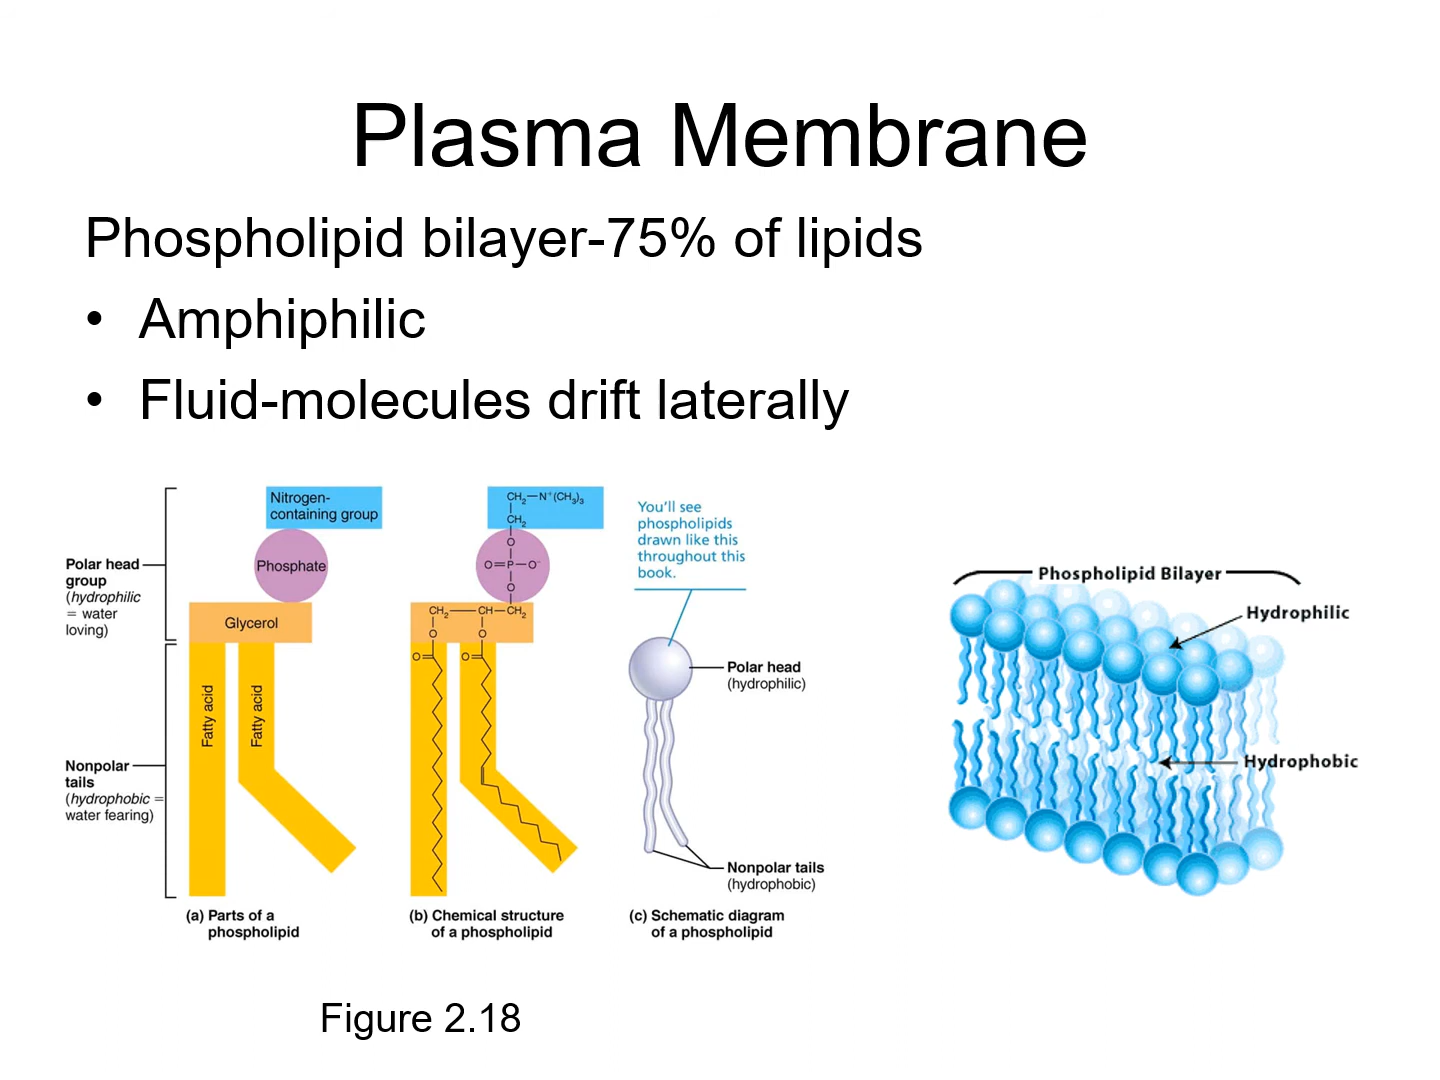 Plasma Membrane
Phospholipid bilayer-75% of lipids
• Amphiphilic
• Fluid-molecules drift laterally
Polar head
group
(hydrophilic
= water
loving)
Nonpolar
tails
(hydrophobic =
water fearing)
Nitrogen-
containing group
Phosphate
Glycerol
Fatty acid
Fatty acid
(a) Parts of a
phospholipid
CH₂—N⁺(CH₃)₃
CH₂
O
O=P—O⁻
O
CH₂—CH—CH₂
O O
O O
(b) Chemical structure
of a phospholipid
You'll see
phospholipids
drawn like this
throughout this
book.
Polar head
(hydrophilic)
Nonpolar tails
(hydrophobic)
(c) Schematic diagram
of a phospholipid
Phospholipid Bilayer
Hydrophilic
Hydrophobic
Figure 2.18